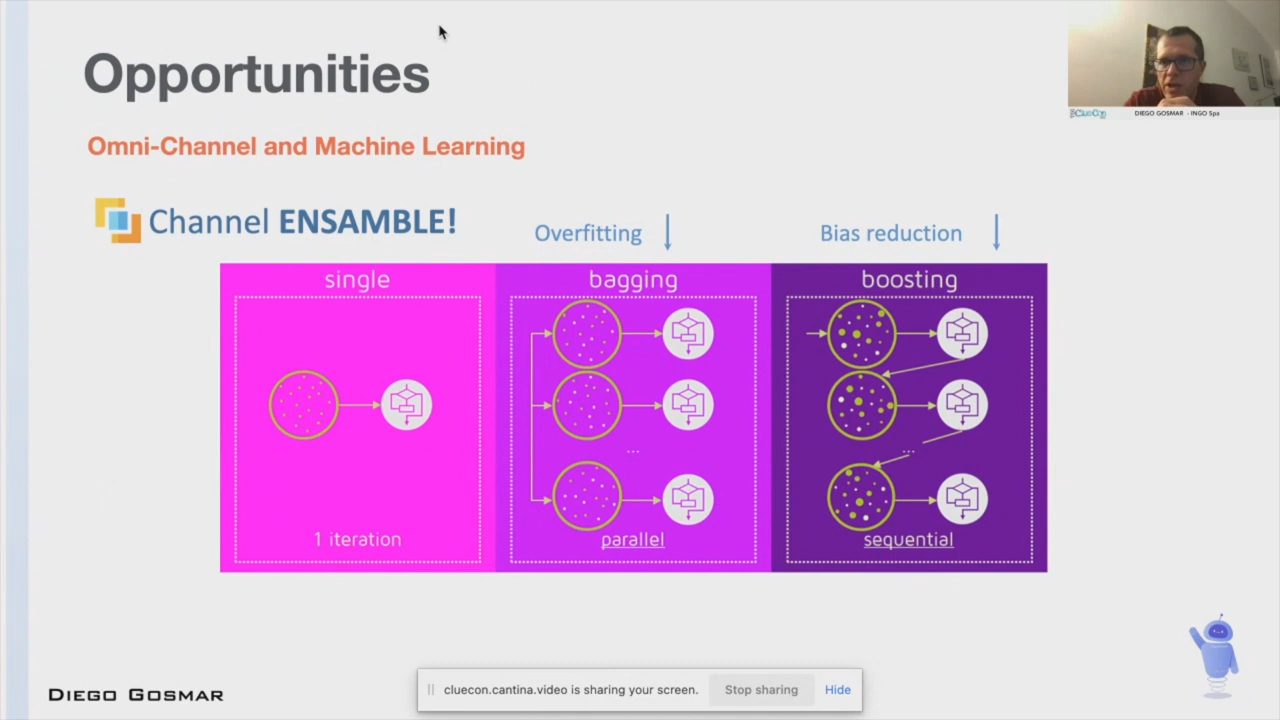 Opportunities
Omni-Channel and Machine Learning
Channel ENSAMBLE!
Overfitting
Bias reduction
single
bagging
boosting
...
...
1 iteration
parallel
sequential
DIEGO GOSMAR
cluecon.cantina.video is sharing your screen.
Stop sharing
Hide
ClueCon
DIEGO GOSMAR - INGO Spa